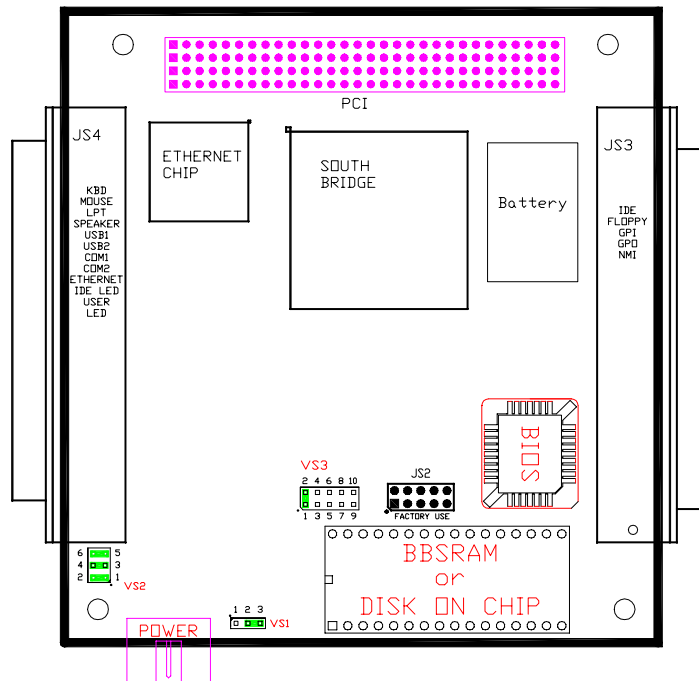 PCI
JS4
ETHERNET
CHIP
SOUTH
BRIDGE
Battery
JS3
KBD
MOUSE
LPT
SPEAKER
USB1
USB2
COM1
COM2
ETHERNET
IDE LED
USER
LED
IDE
FLOPPY
GPI
GPO
NMI
BIOS
VS3
2 4 6 8 10
1 3 5 7 9
JS2
FACTORY USE
BBSRAM
or
DISK ON CHIP
6 5
4 3
2 1
VS2
1 2 3
VS1
POWER